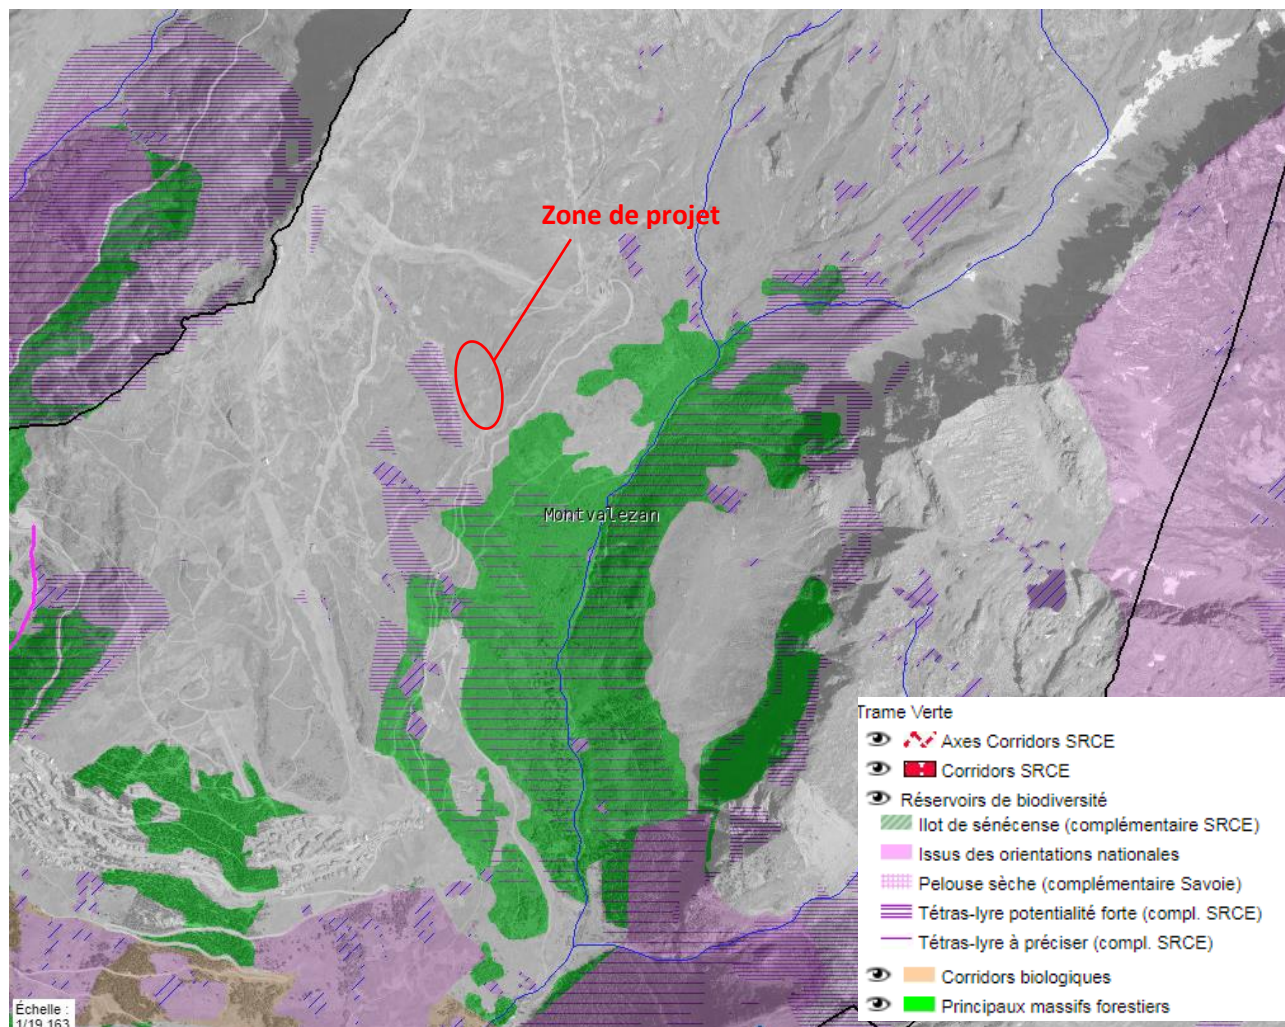 Zone de projet
Montvalezan
Trame Verte
Axes Corridors SRCE
Corridors SRCE
Réservoirs de biodiversité
Ilot de sénécense (complémentaire SRCE)
Issus des orientations nationales
Pelouse sèche (complémentaire Savoie)
Tétras-lyre potentialité forte (compl. SRCE)
Tétras-lyre à préciser (compl. SRCE)
Corridors biologiques
Principaux massifs forestiers
Échelle :
1/19 163